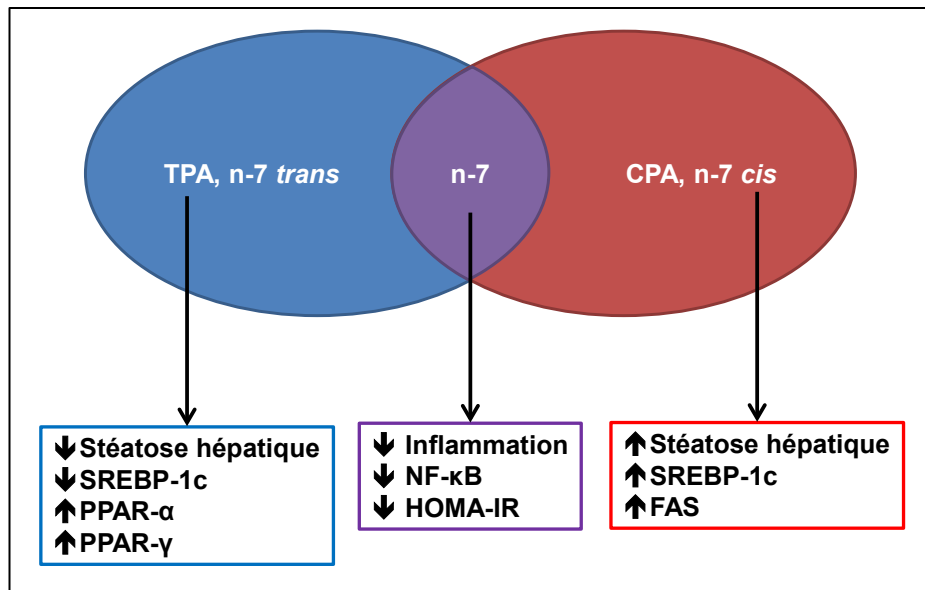 TPA, n-7 trans
n-7
CPA, n-7 cis
🡻 Stéatose hépatique
🡻 SREBP-1c
🡹 PPAR-α
🡹 PPAR-γ
🡻 Inflammation
🡻 NF-κB
🡻 HOMA-IR
🡹 Stéatose hépatique
🡹 SREBP-1c
🡹 FAS